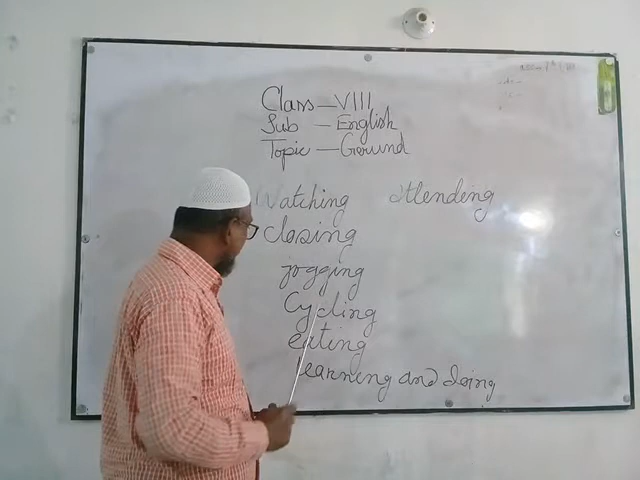 Class – VIII
Sub – English
Topic – Gerund
Watching attending
closing
jogging
Cycling
eating
learning and doing